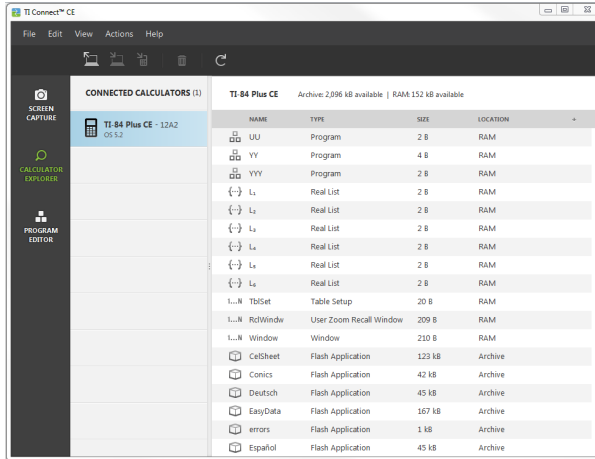 TI Connect™ CE
File Edit View Actions Help
SCREEN CAPTURE
CALCULATOR EXPLORER
PROGRAM EDITOR
CONNECTED CALCULATORS (1)
TI-84 Plus CE - 12A2
OS 5.2
TI-84 Plus CE Archive: 2,096 kB available | RAM: 152 kB available
NAME TYPE SIZE LOCATION
UU Program 2 B RAM
YY Program 4 B RAM
YYY Program 2 B RAM
{···} L₁ Real List 2 B RAM
{···} L₂ Real List 2 B RAM
{···} L₃ Real List 2 B RAM
{···} L₄ Real List 2 B RAM
{···} L₅ Real List 2 B RAM
{···} L₆ Real List 2 B RAM
1...N TblSet Table Setup 20 B RAM
1...N RclWindw User Zoom Recall Window 209 B RAM
1...N Window Window 210 B RAM
CelSheet Flash Application 123 kB Archive
Conics Flash Application 42 kB Archive
Deutsch Flash Application 45 kB Archive
EasyData Flash Application 167 kB Archive
errors Flash Application 1 kB Archive
Español Flash Application 45 kB Archive